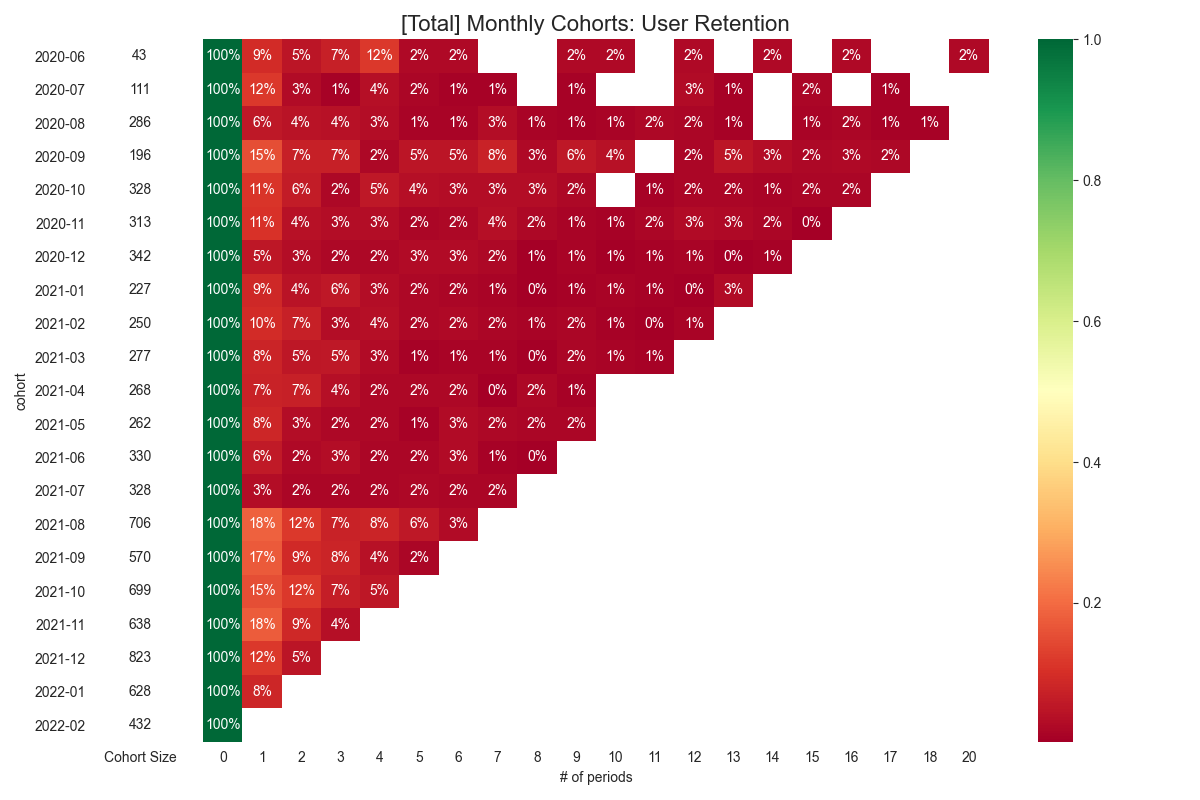 [Total] Monthly Cohorts: User Retention
2020-06 43 100% 9% 5% 7% 12% 2% 2% 2% 2% 2% 2% 2% 2%
2020-07 111 100% 12% 3% 1% 4% 2% 1% 1% 1% 3% 1% 2% 1%
2020-08 286 100% 6% 4% 4% 3% 1% 1% 3% 1% 1% 1% 2% 2% 1% 1% 2% 1% 1%
2020-09 196 100% 15% 7% 7% 2% 5% 5% 8% 3% 6% 4% 2% 5% 3% 2% 3% 2%
2020-10 328 100% 11% 6% 2% 5% 4% 3% 3% 3% 2% 1% 2% 2% 1% 2% 2%
2020-11 313 100% 11% 4% 3% 3% 2% 2% 4% 2% 1% 1% 2% 3% 3% 2% 0%
2020-12 342 100% 5% 3% 2% 2% 3% 3% 2% 1% 1% 1% 1% 1% 0% 1%
2021-01 227 100% 9% 4% 6% 3% 2% 2% 1% 0% 1% 1% 1% 0% 3%
2021-02 250 100% 10% 7% 3% 4% 2% 2% 2% 1% 2% 1% 0% 1%
2021-03 277 100% 8% 5% 5% 3% 1% 1% 1% 0% 2% 1% 1%
2021-04 268 100% 7% 7% 4% 2% 2% 2% 0% 2% 1%
2021-05 262 100% 8% 3% 2% 2% 1% 3% 2% 2% 2%
2021-06 330 100% 6% 2% 3% 2% 2% 3% 1% 0%
2021-07 328 100% 3% 2% 2% 2% 2% 2% 2%
2021-08 706 100% 18% 12% 7% 8% 6% 3%
2021-09 570 100% 17% 9% 8% 4% 2%
2021-10 699 100% 15% 12% 7% 5%
2021-11 638 100% 18% 9% 4%
2021-12 823 100% 12% 5%
2022-01 628 100% 8%
2022-02 432 100%
Cohort Size 0 1 2 3 4 5 6 7 8 9 10 11 12 13 14 15 16 17 18 20
# of periods
cohort
1.0
0.8
0.6
0.4
0.2